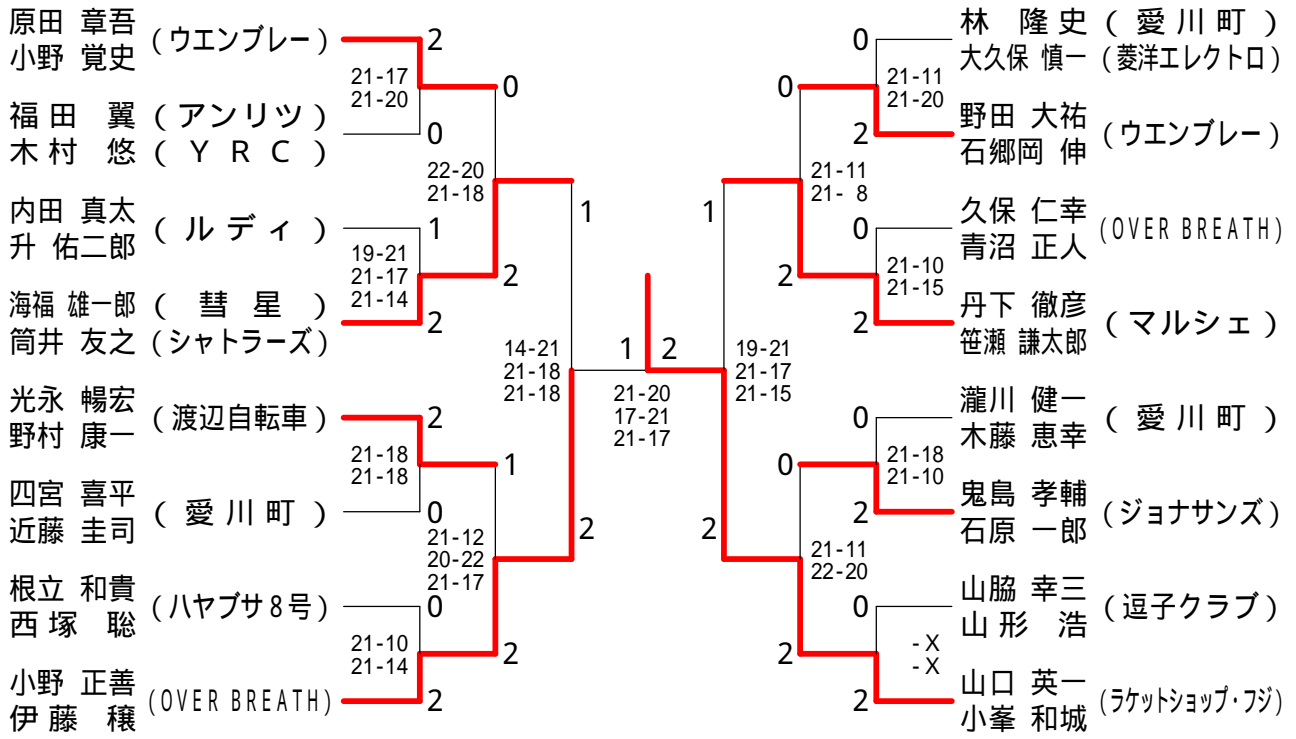 原田 章吾
小野 覚史
(ウエンブレー)
2
21-17
21-20
0
福田 翼 (アンリツ)
木村 悠 (YRC)
0
22-20
21-18
1
内田 真太
升 佑二郎
(ルディ)
1
19-21
21-17
21-14
2
海福 雄一郎 (彗星)
筒井 友之 (シャトラーズ)
2
14-21
21-18
21-18
光永 暢宏
野村 康一
(渡辺自転車)
2
21-18
21-18
1
四宮 喜平
近藤 圭司
(愛川町)
0
21-12
20-22
21-17
2
根立 和貴
西塚 聡
(ハヤブサ8号)
0
21-10
21-14
2
小野 正善
伊藤 穣
(OVER BREATH)
2
1 2
21-20
17-21
21-17
林 隆史 (愛川町)
大久保 慎一 (菱洋エレクトロ)
0
21-11
21-20
0
野田 大祐
石郷岡 伸
(ウエンブレー)
2
21-11
21- 8
1
久保 仁幸
青沼 正人
(OVER BREATH)
0
21-10
21-15
2
丹下 徹彦
笹瀬 謙太郎
(マルシェ)
2
19-21
21-17
21-15
瀧川 健一
木藤 恵幸
(愛川町)
0
21-18
21-10
0
鬼島 孝輔
石原 一郎
(ジョナサンズ)
2
21-11
22-20
2
山脇 幸三
山形 浩
(逗子クラブ)
0
- X
- X
2
山口 英一
小峯 和城
(ラケットショップ・フジ)
2